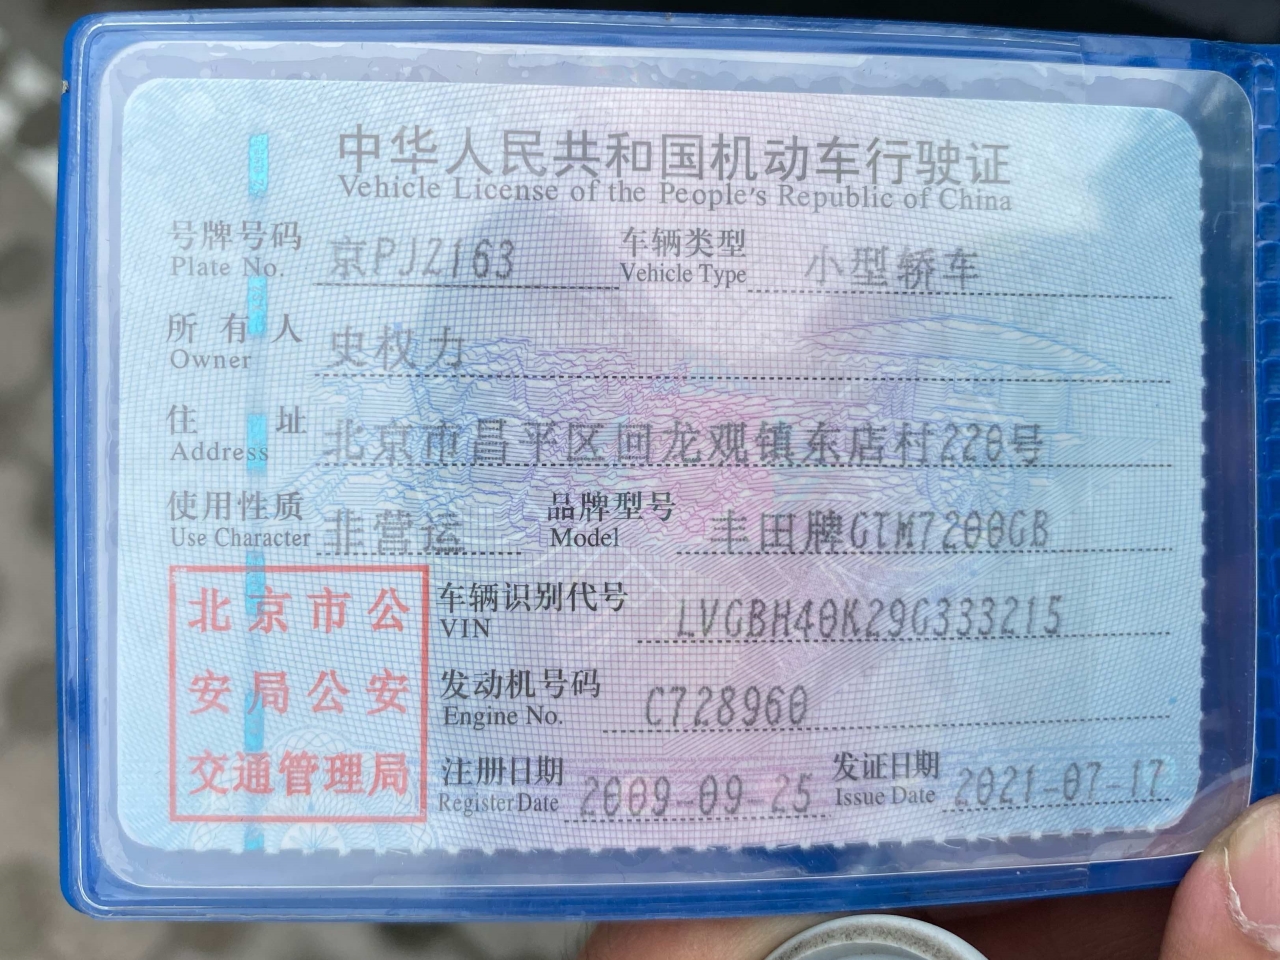 中华人民共和国机动车行驶证
Vehicle License of the People's Republic of China
号牌号码 京PJZ163 车辆类型 小型轿车
Plate No. Vehicle Type
所有人 史权力
Owner
住址 北京市昌平区回龙观镇东店村220号
Address
使用性质 非营运 品牌型号 丰田牌GTM7200GB
Use Character Model
北京市公
安局公安
交通管理局
车辆识别代号 LVGBH40K29G333215
VIN
发动机号码 C728960
Engine No.
注册日期 2009-09-25 发证日期 2021-07-17
Register Date Issue Date